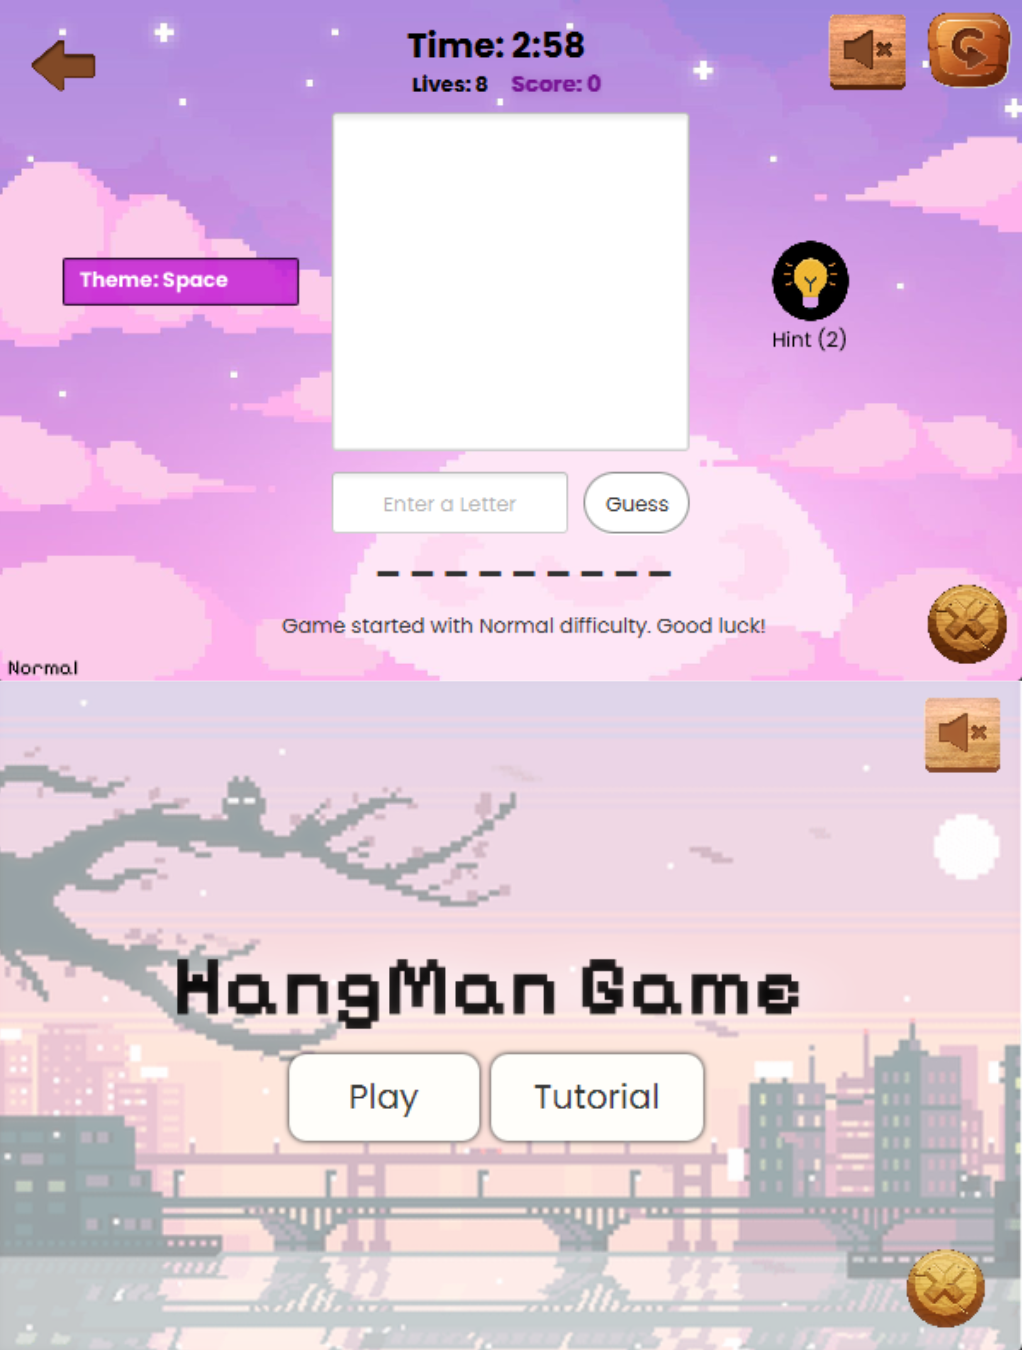 Time: 2:58
Lives: 8 Score: 0
Theme: Space
Hint (2)
Enter a Letter
Guess
_ _ _ _ _ _ _ _ _
Game started with Normal difficulty. Good luck!
Normal
HangMan Game
Play
Tutorial